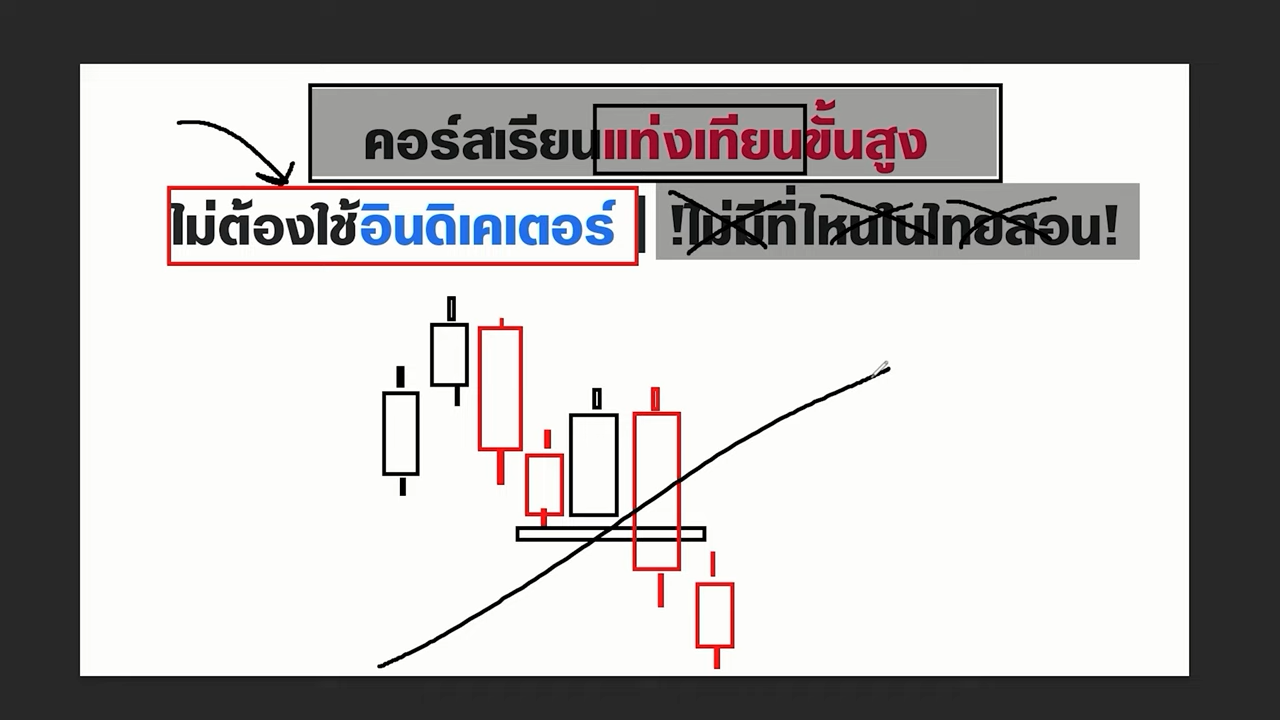 คอร์สเรียนแท่งเทียนขั้นสูง
ไม่ต้องใช้อินดิเคเตอร์ | !ไม่มีที่ไหนในไทยสอน!